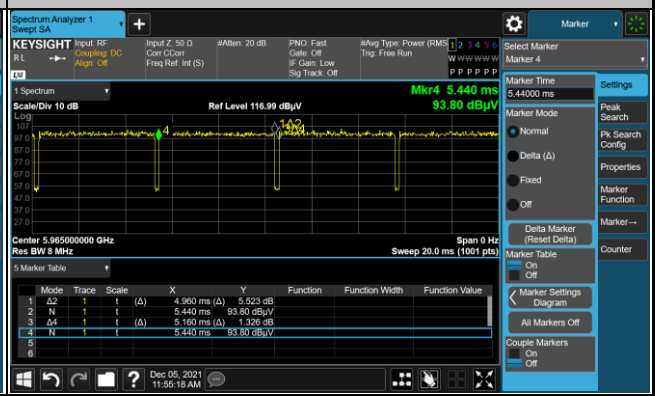 Spectrum Analyzer 1
Swept SA
+
Marker
KEYSIGHT
Input: RF
Input Z: 50 Ω
#Atten: 20 dB
PNO: Fast
#Avg Type: Power (RMS
1 2 3 4 5 6
RL
Coupling: DC
Corr CCorr
Gate: Off
Trig: Free Run
Align: Off
Freq Ref: Int (S)
IF Gain: Low
W W W W W W
Sig Track: Off
P P P P P P
LXI
Select Marker
Marker 4
1 Spectrum
Mkr4 5.440 ms
Scale/Div 10 dB
Ref Level 116.99 dBµV
93.80 dBµV
Log
107
97.0
87.0
77.0
67.0
57.0
47.0
37.0
27.0
4
Center 5.965000000 GHz
Span 0 Hz
Res BW 8 MHz
Sweep 20.0 ms (1001 pts)
5 Marker Table
Mode Trace Scale X Y Function Function Width Function Value
1 Δ2 1 t (Δ) 4.960 ms (Δ) 5.523 dB
2 N 1 t 5.440 ms 93.80 dBµV
3 Δ4 1 t (Δ) 5.160 ms (Δ) 1.326 dB
4 N 1 t 5.440 ms 93.80 dBµV
5
6
Marker Time
5.44000 ms
Marker Mode
Normal
Delta (Δ)
Fixed
Off
Delta Marker
(Reset Delta)
Marker Table
On
Off
Marker Settings
Diagram
All Markers Off
Couple Markers
On
Off
Settings
Peak
Search
Pk Search
Config
Properties
Marker
Function
Marker→
Counter
?
Dec 05, 2021
11:55:18 AM